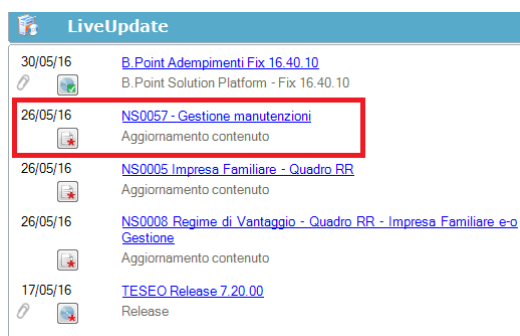 LiveUpdate
30/05/16 B.Point Adempimenti Fix 16.40.10
B.Point Solution Platform - Fix 16.40.10
26/05/16 NS0057 - Gestione manutenzioni
Aggiornamento contenuto
26/05/16 NS0005 Impresa Familiare - Quadro RR
Aggiornamento contenuto
26/05/16 NS0008 Regime di Vantaggio - Quadro RR - Impresa Familiare e-o
Gestione
Aggiornamento contenuto
17/05/16 TESEO Release 7.20.00
Release